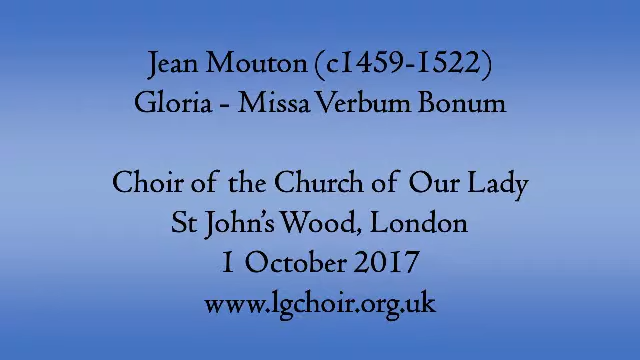 Jean Mouton (c1459-1522)
Gloria - Missa Verbum Bonum
Choir of the Church of Our Lady
St John's Wood, London
1 October 2017
www.lgchoir.org.uk